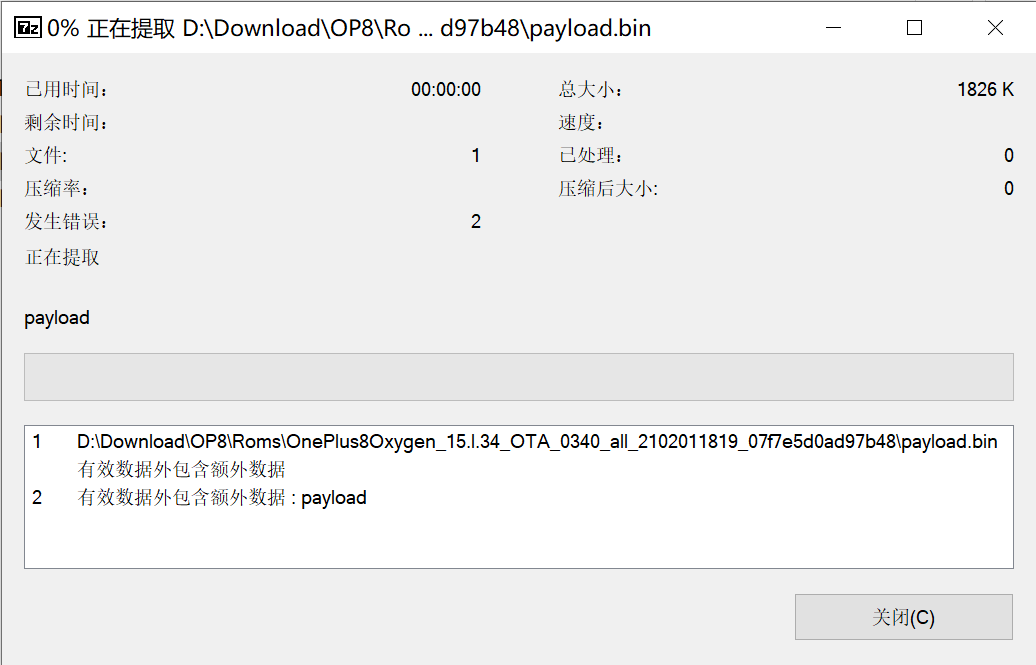 7z 0% 正在提取 D:\Download\OP8\Ro ... d97b48\payload.bin
已用时间： 00:00:00 总大小： 1826 K
剩余时间： 速度：
文件: 1 已处理： 0
压缩率： 压缩后大小: 0
发生错误： 2
正在提取
payload
1 D:\Download\OP8\Roms\OnePlus8Oxygen_15.I.34_OTA_0340_all_2102011819_07f7e5d0ad97b48\payload.bin
有效数据外包含额外数据
2 有效数据外包含额外数据 : payload
关闭(C)